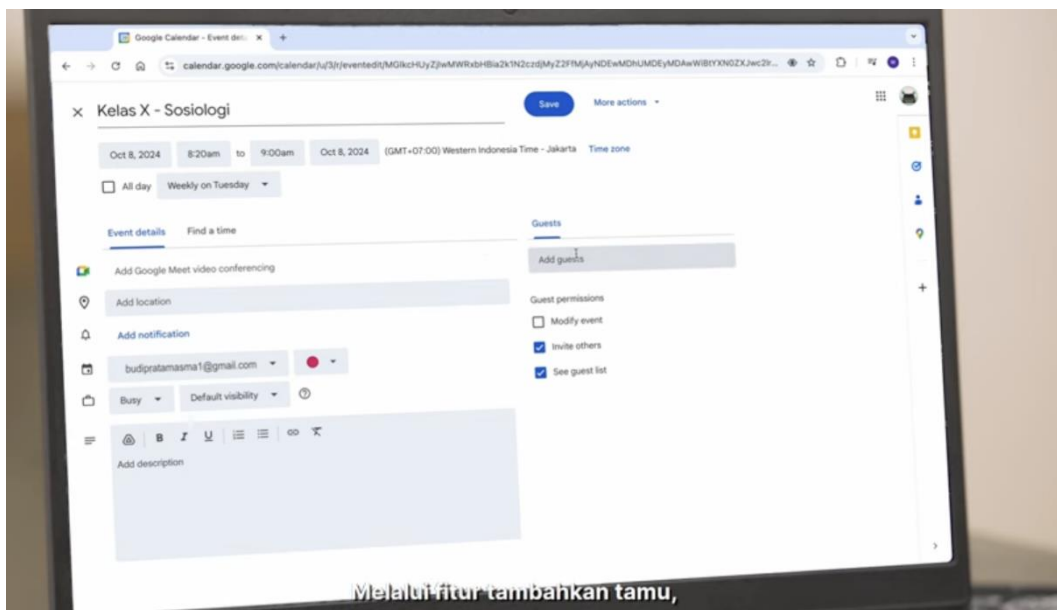 Google Calendar - Event det
calendar.google.com/calendar/u/3/r/eventedit/
Kelas X - Sosiologi
Save
More actions
Oct 8, 2024
8:20am
to
9:00am
Oct 8, 2024
(GMT+07:00) Western Indonesia Time - Jakarta
Time zone
All day
Weekly on Tuesday
Event details
Find a time
Guests
Add Google Meet video conferencing
Add guests
Add location
Guest permissions
Modify event
Add notification
Invite others
budipratamasma1@gmail.com
See guest list
Busy
Default visibility
B I U
Add description
Melalui fitur tambahkan tamu,